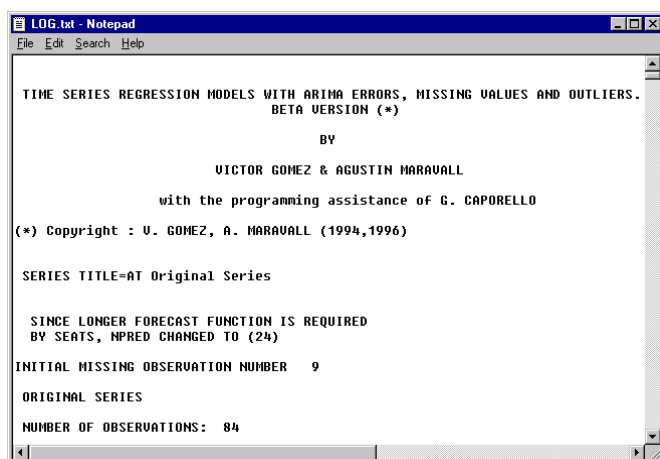 LOG.txt - Notepad
File Edit Search Help
TIME SERIES REGRESSION MODELS WITH ARIMA ERRORS, MISSING VALUES AND OUTLIERS.
BETA VERSION (*)
BY
VICTOR GOMEZ & AGUSTIN MARAVALL
with the programming assistance of G. CAPORELLO
(*) Copyright : V. GOMEZ, A. MARAVALL (1994,1996)
SERIES TITLE=AT Original Series
SINCE LONGER FORECAST FUNCTION IS REQUIRED
BY SEATS, NPRED CHANGED TO (24)
INITIAL MISSING OBSERVATION NUMBER 9
ORIGINAL SERIES
NUMBER OF OBSERVATIONS: 84